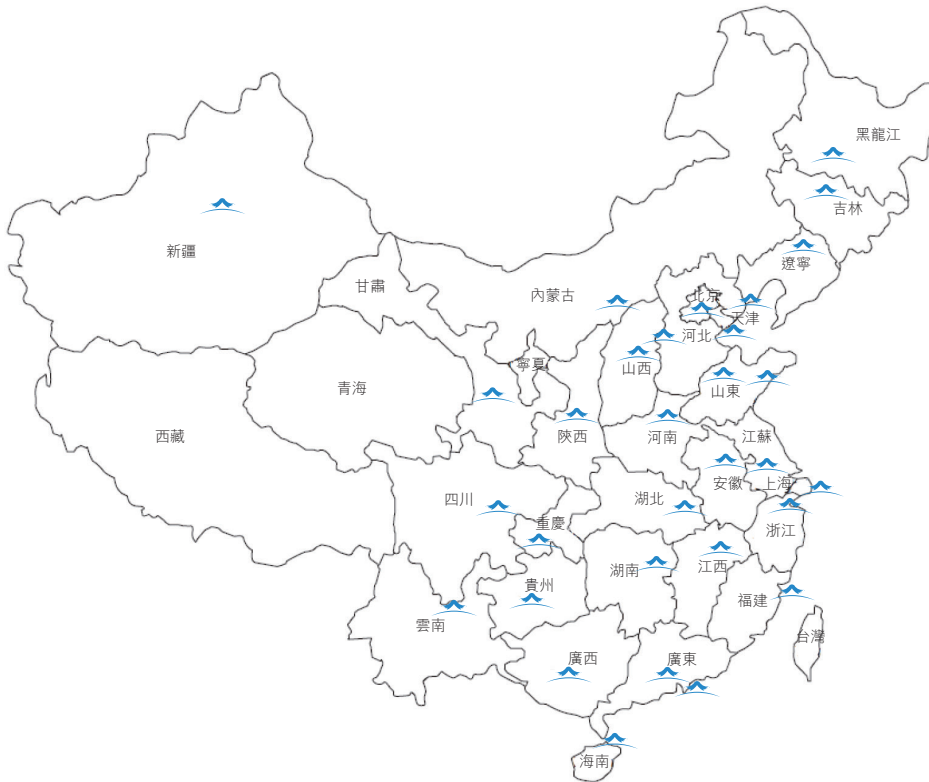 黑龍江
吉林
新疆
遼寧
甘肅
內蒙古
北京
天津
河北
寧夏
山西
青海
山東
西藏
陝西
河南
江蘇
安徽
上海
四川
湖北
重慶
浙江
湖南
江西
貴州
福建
雲南
台灣
廣西
廣東
海南